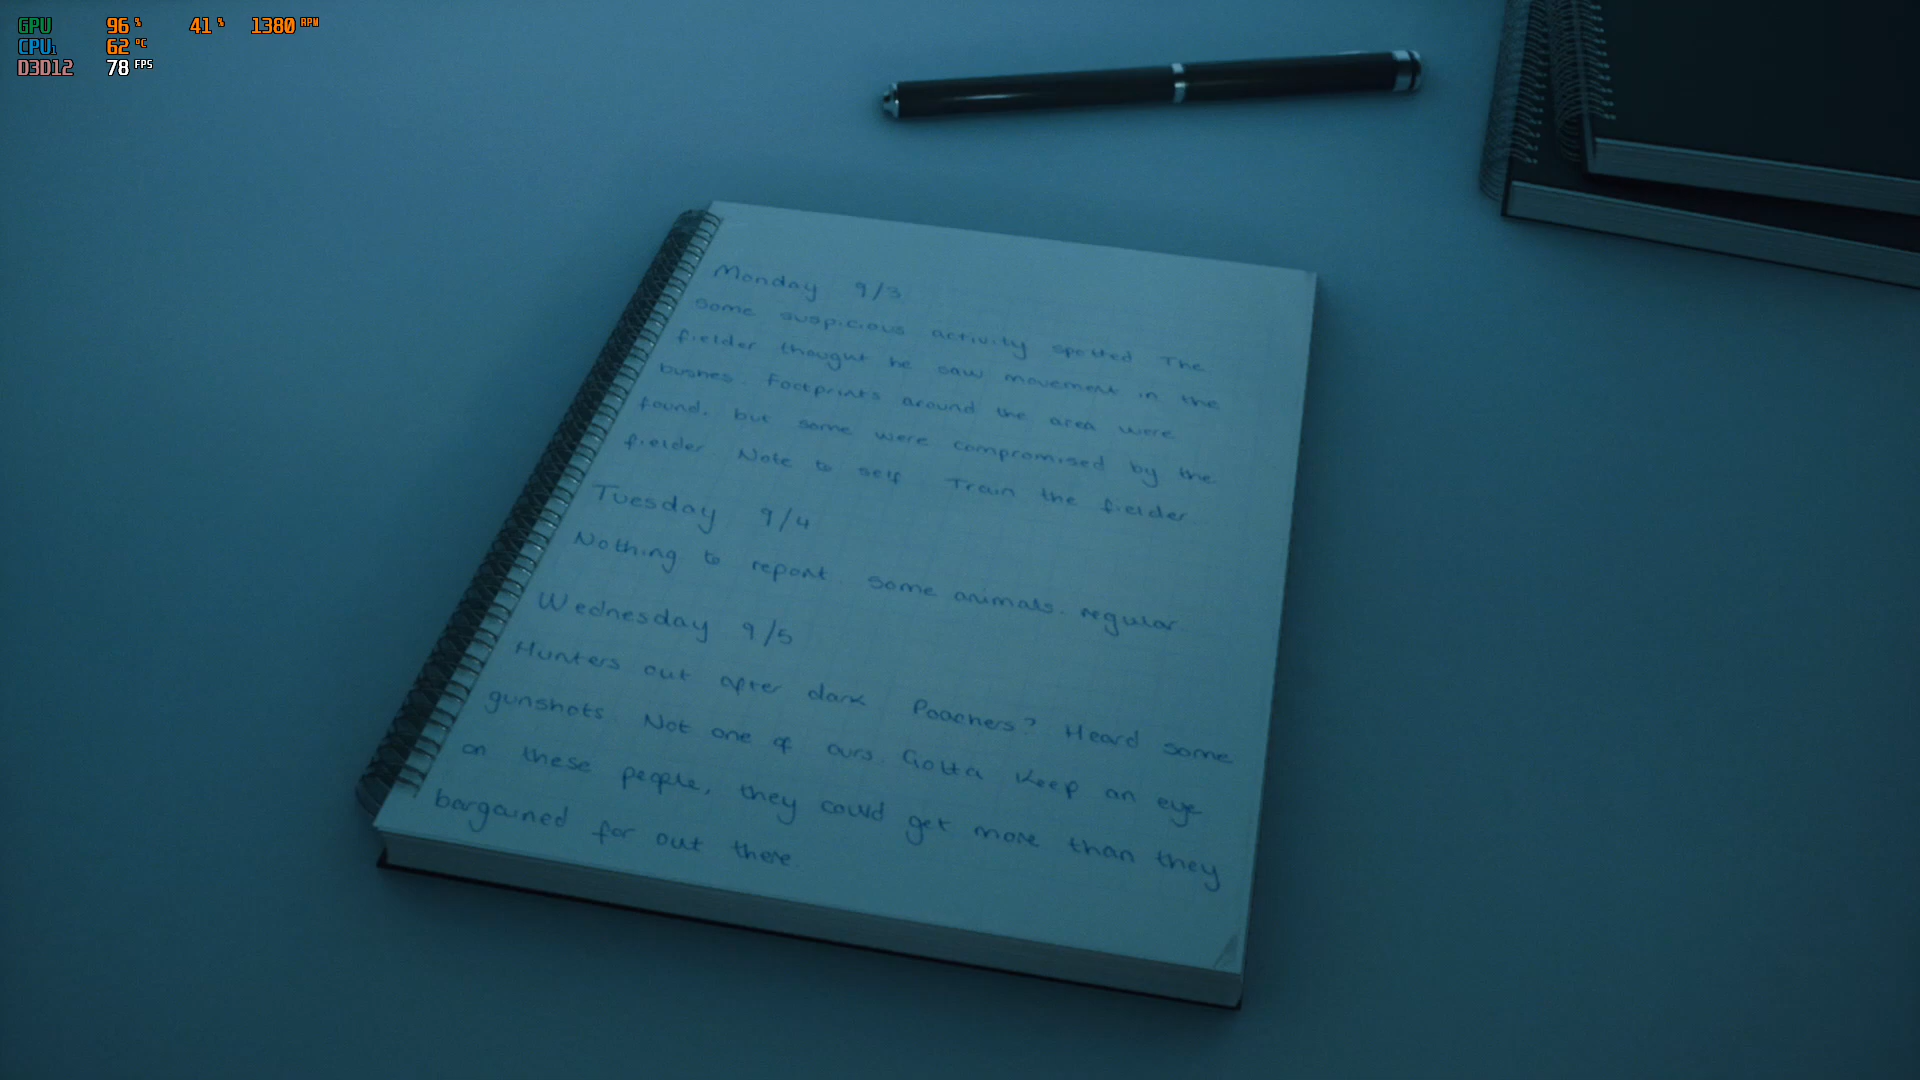 GPU 96 % 41 % 1380 RPM
CPU1 62 °C
D3D12 78 FPS
Monday 9/3
Some suspicious activity spotted The
fielder thought he saw movement in the
bushes. Footprints around the area were
found, but some were compromised by the
fielder Note to self Train the fielder
Tuesday 9/4
Nothing to report some animals. regular.
Wednesday 9/5
Hunters out after dark Poachers? Heard some
gunshots. Not one of ours. Gotta keep an eye
on these people, they could get more than they
bargained for out there